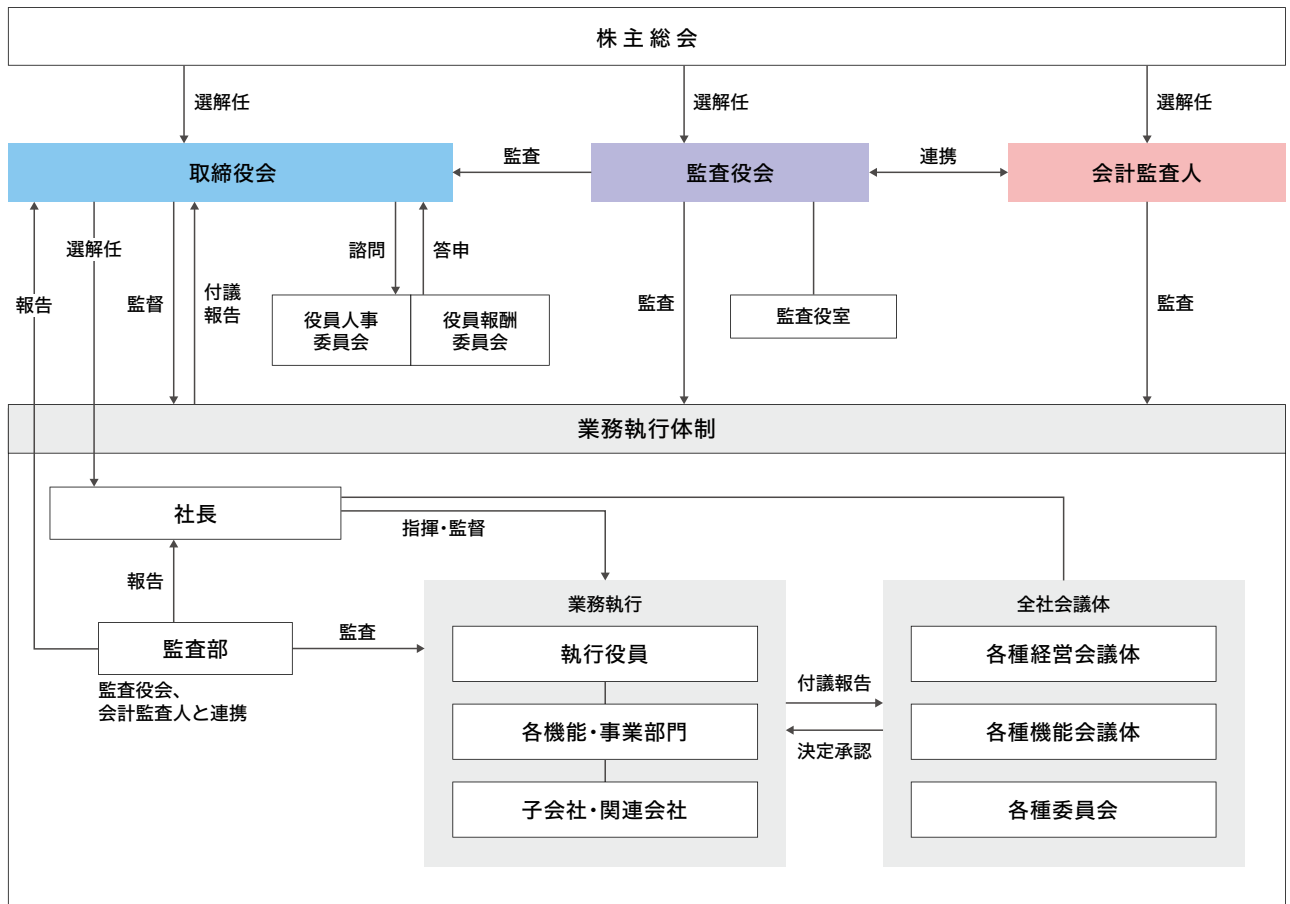 株主総会
選解任
選解任
選解任
取締役会
監査
監査役会
連携
会計監査人
報告
選解任
監督
付議
報告
諮問
答申
役員人事
委員会
役員報酬
委員会
監査
監査役室
監査
業務執行体制
社長
指揮・監督
報告
監査部
監査役会、
会計監査人と連携
監査
業務執行
執行役員
各機能・事業部門
子会社・関連会社
付議報告
決定承認
全社会議体
各種経営会議体
各種機能会議体
各種委員会